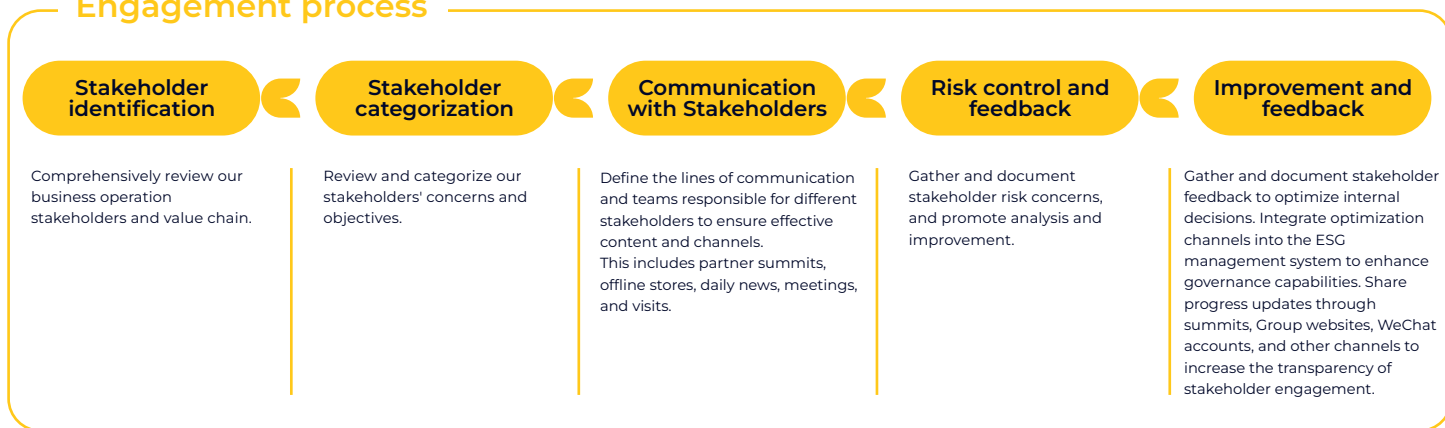 Engagement process
Stakeholder
identification
Comprehensively review our
business operation
stakeholders and value chain.
Stakeholder
categorization
Review and categorize our
stakeholders' concerns and
objectives.
Communication
with Stakeholders
Define the lines of communication
and teams responsible for different
stakeholders to ensure effective
content and channels.
This includes partner summits,
offline stores, daily news, meetings,
and visits.
Risk control and
feedback
Gather and document
stakeholder risk concerns,
and promote analysis and
improvement.
Improvement and
feedback
Gather and document stakeholder
feedback to optimize internal
decisions. Integrate optimization
channels into the ESG
management system to enhance
governance capabilities. Share
progress updates through
summits, Group websites, WeChat
accounts, and other channels to
increase the transparency of
stakeholder engagement.